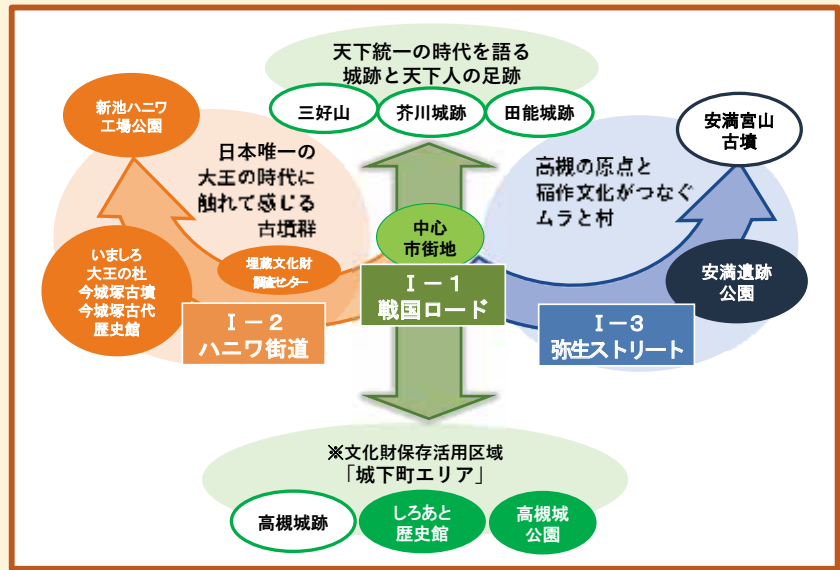 天下統一の時代を語る
城跡と天下人の足跡
三好山
芥川城跡
田能城跡
新池ハニワ
工場公園
日本唯一の
大王の時代に
触れて感じる
古墳群
いましろ
大王の杜
今城塚古墳
今城塚古代
歴史館
埋蔵文化財
調査センター
Ⅰ－２
ハニワ街道
中心
市街地
Ⅰ－１
戦国ロード
高槻の原点と
稲作文化がつなぐ
ムラと村
安満宮山
古墳
安満遺跡
公園
Ⅰ－３
弥生ストリート
※文化財保存活用区域
「城下町エリア」
高槻城跡
しろあと
歴史館
高槻城
公園